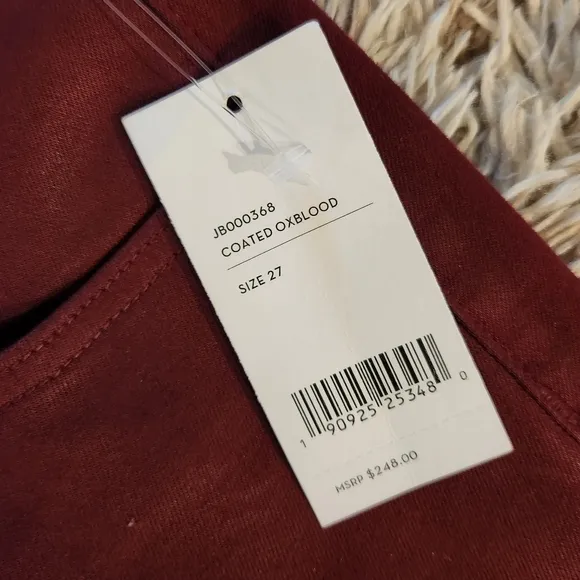 JB000368
COATED OXBLOOD
SIZE 27
1 90925 25348 0
MSRP $248.00